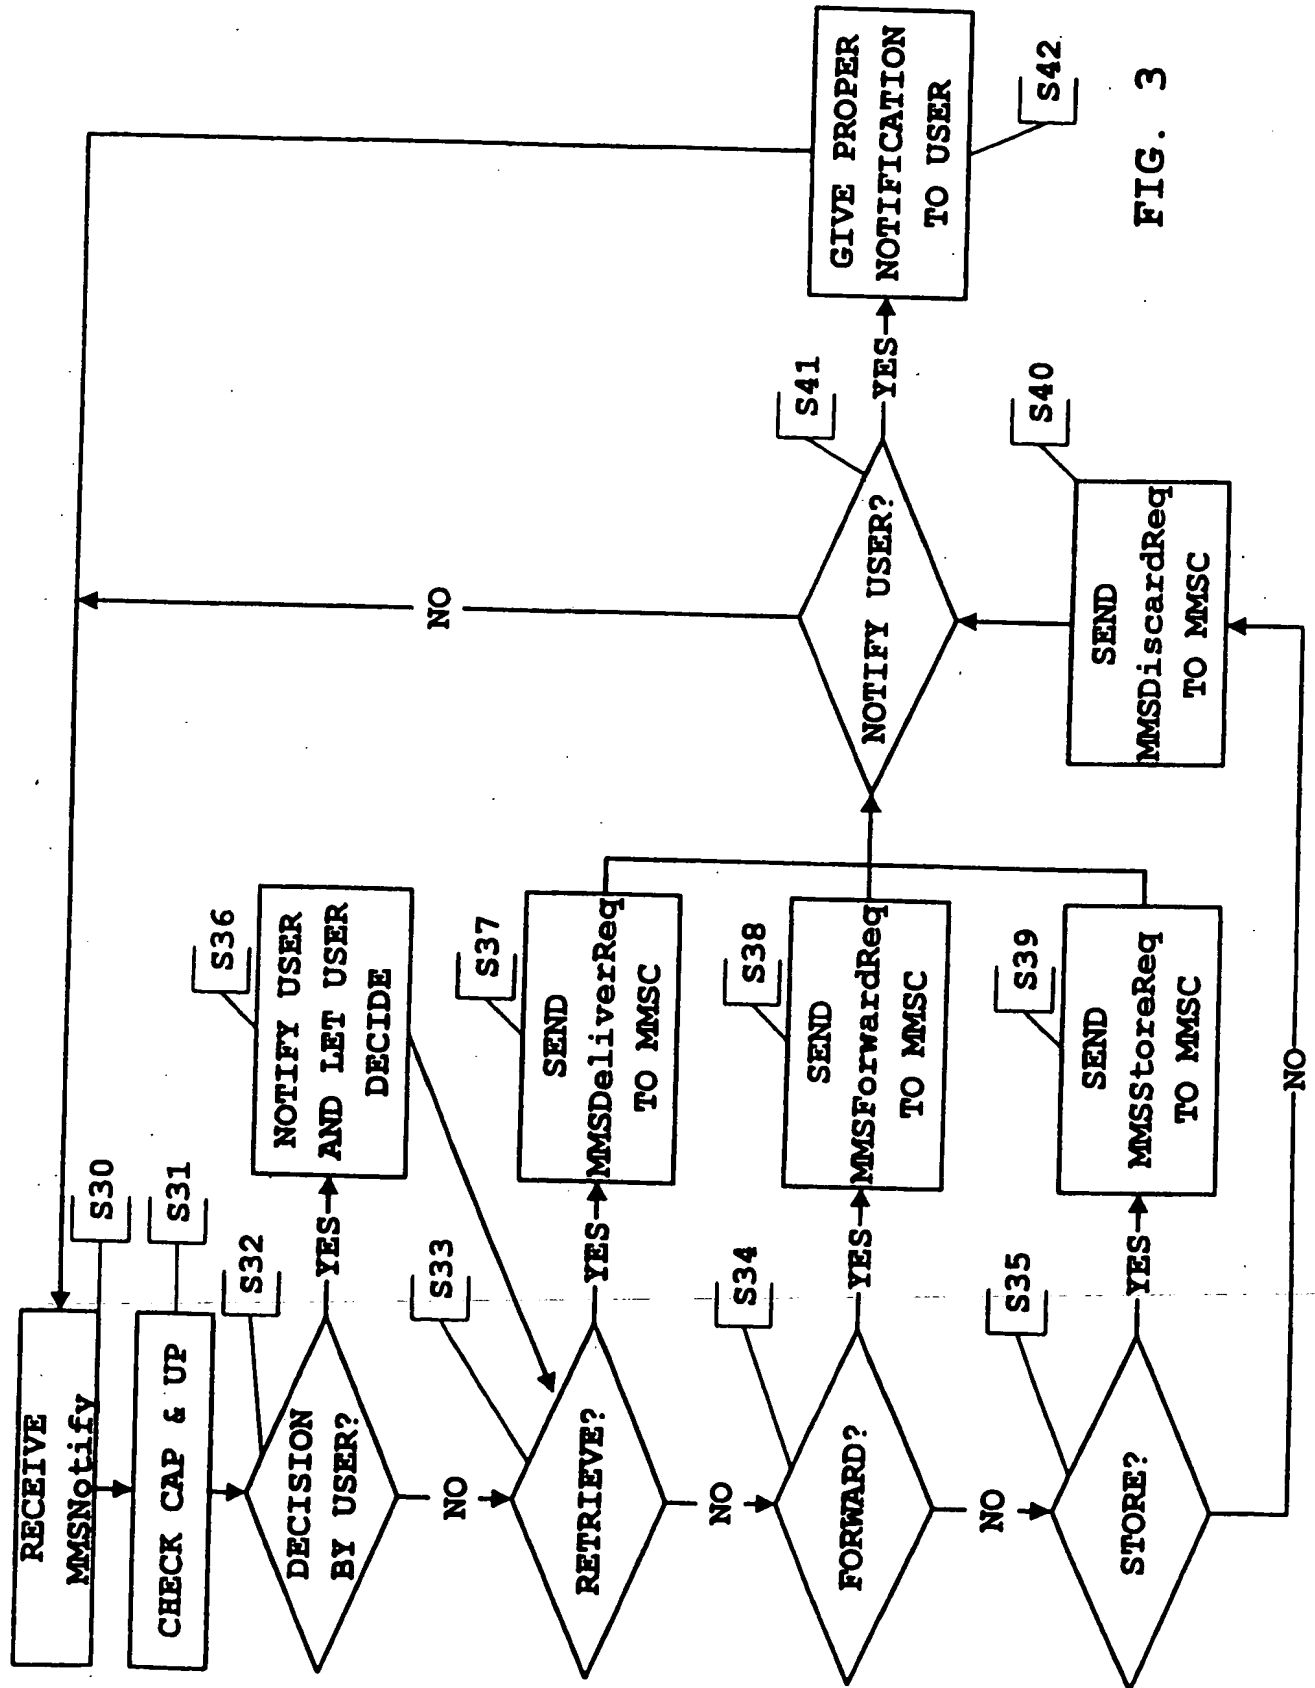 RECEIVE
MMSNotify
S30
CHECK CAP & UP
S31
DECISION
BY USER?
S32
YES
NOTIFY USER
AND LET USER
DECIDE
S36
NO
RETRIEVE?
S33
YES
SEND
MMSDeliverReq
TO MMSC
S37
NO
FORWARD?
S34
YES
SEND
MMSForwardReq
TO MMSC
S38
NO
STORE?
S35
YES
SEND
MMSStoreReq
TO MMSC
S39
NO
SEND
MMSDiscardReq
TO MMSC
S40
NOTIFY USER?
S41
NO
YES
GIVE PROPER
NOTIFICATION
TO USER
S42
FIG. 3